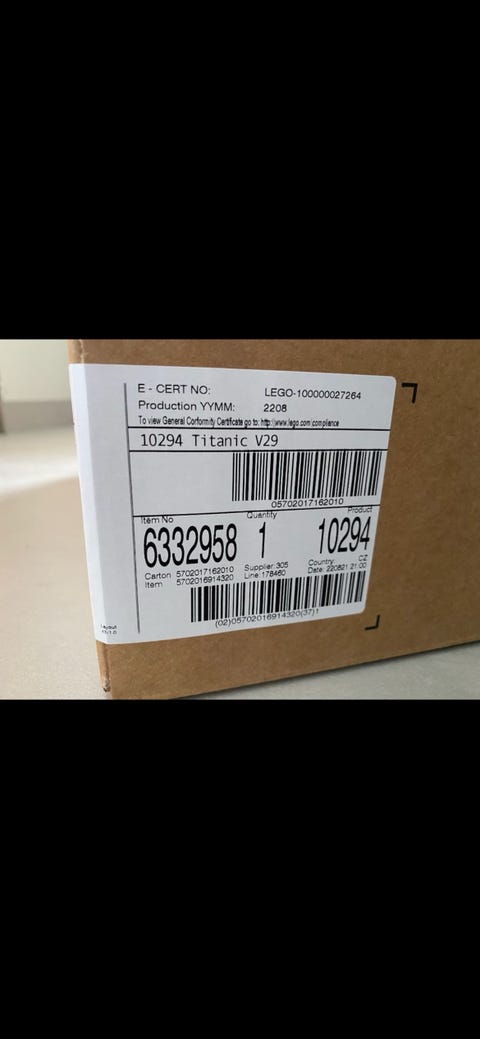 E - CERT NO: LEGO-100000027264
Production YYMM: 2208
To view General Conformity Certificate go to: http://www.lego.com/compliance
10294 Titanic V29
05702017162010
Item No Quantity Product
6332958 1 10294
Carton 5702017162010 Supplier:305 Country: CZ
Item 5702016914320 Line:178460 Date: 220821 21:00
(02)05702016914320(37)1
Layout